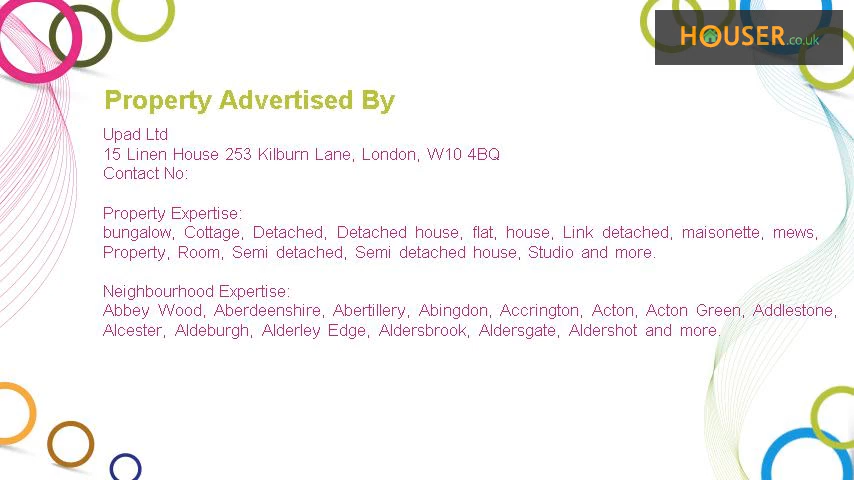 HOUSER.co.uk
Property Advertised By
Upad Ltd
15 Linen House 253 Kilburn Lane, London, W10 4BQ
Contact No:
Property Expertise:
bungalow, Cottage, Detached, Detached house, flat, house, Link detached, maisonette, mews,
Property, Room, Semi detached, Semi detached house, Studio and more.
Neighbourhood Expertise:
Abbey Wood, Aberdeenshire, Abertillery, Abingdon, Accrington, Acton, Acton Green, Addlestone,
Alcester, Aldeburgh, Alderley Edge, Aldersbrook, Aldersgate, Aldershot and more.